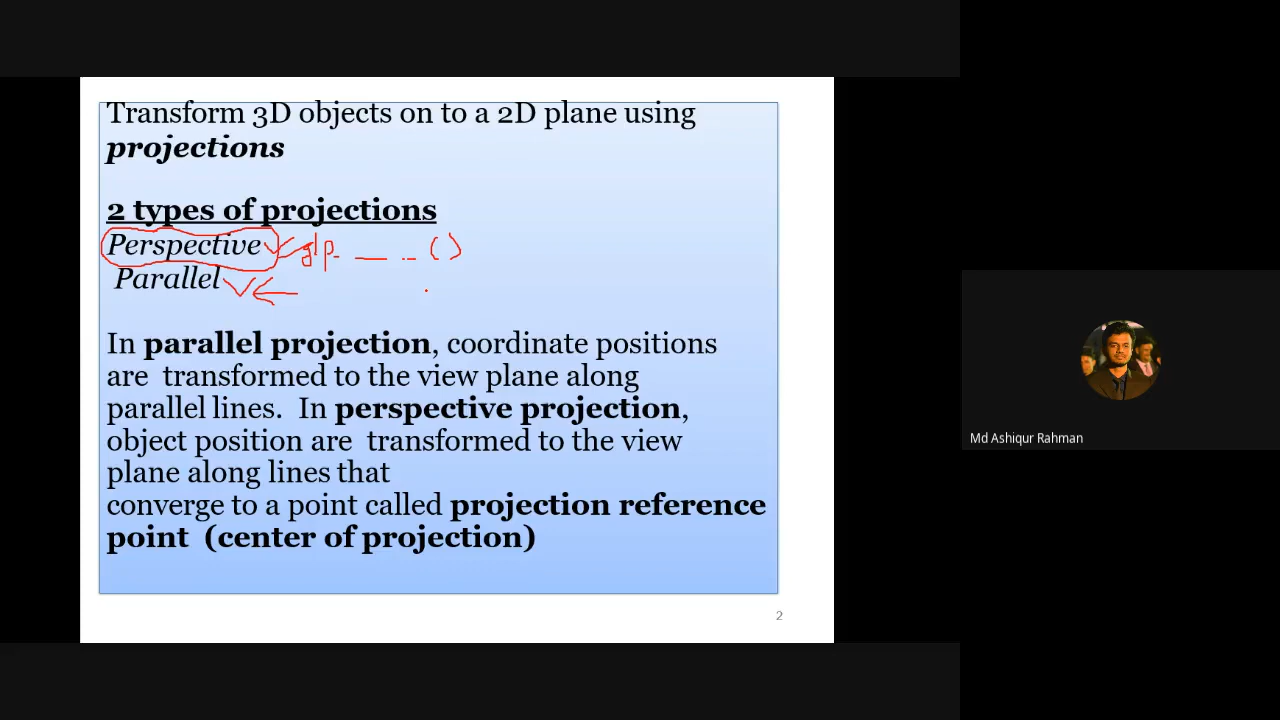 Transform 3D objects on to a 2D plane using
projections
2 types of projections
Perspective glp. __ _ ()
Parallel
In parallel projection, coordinate positions
are transformed to the view plane along
parallel lines. In perspective projection,
object position are transformed to the view
plane along lines that
converge to a point called projection reference
point (center of projection)
2
Md Ashiqur Rahman